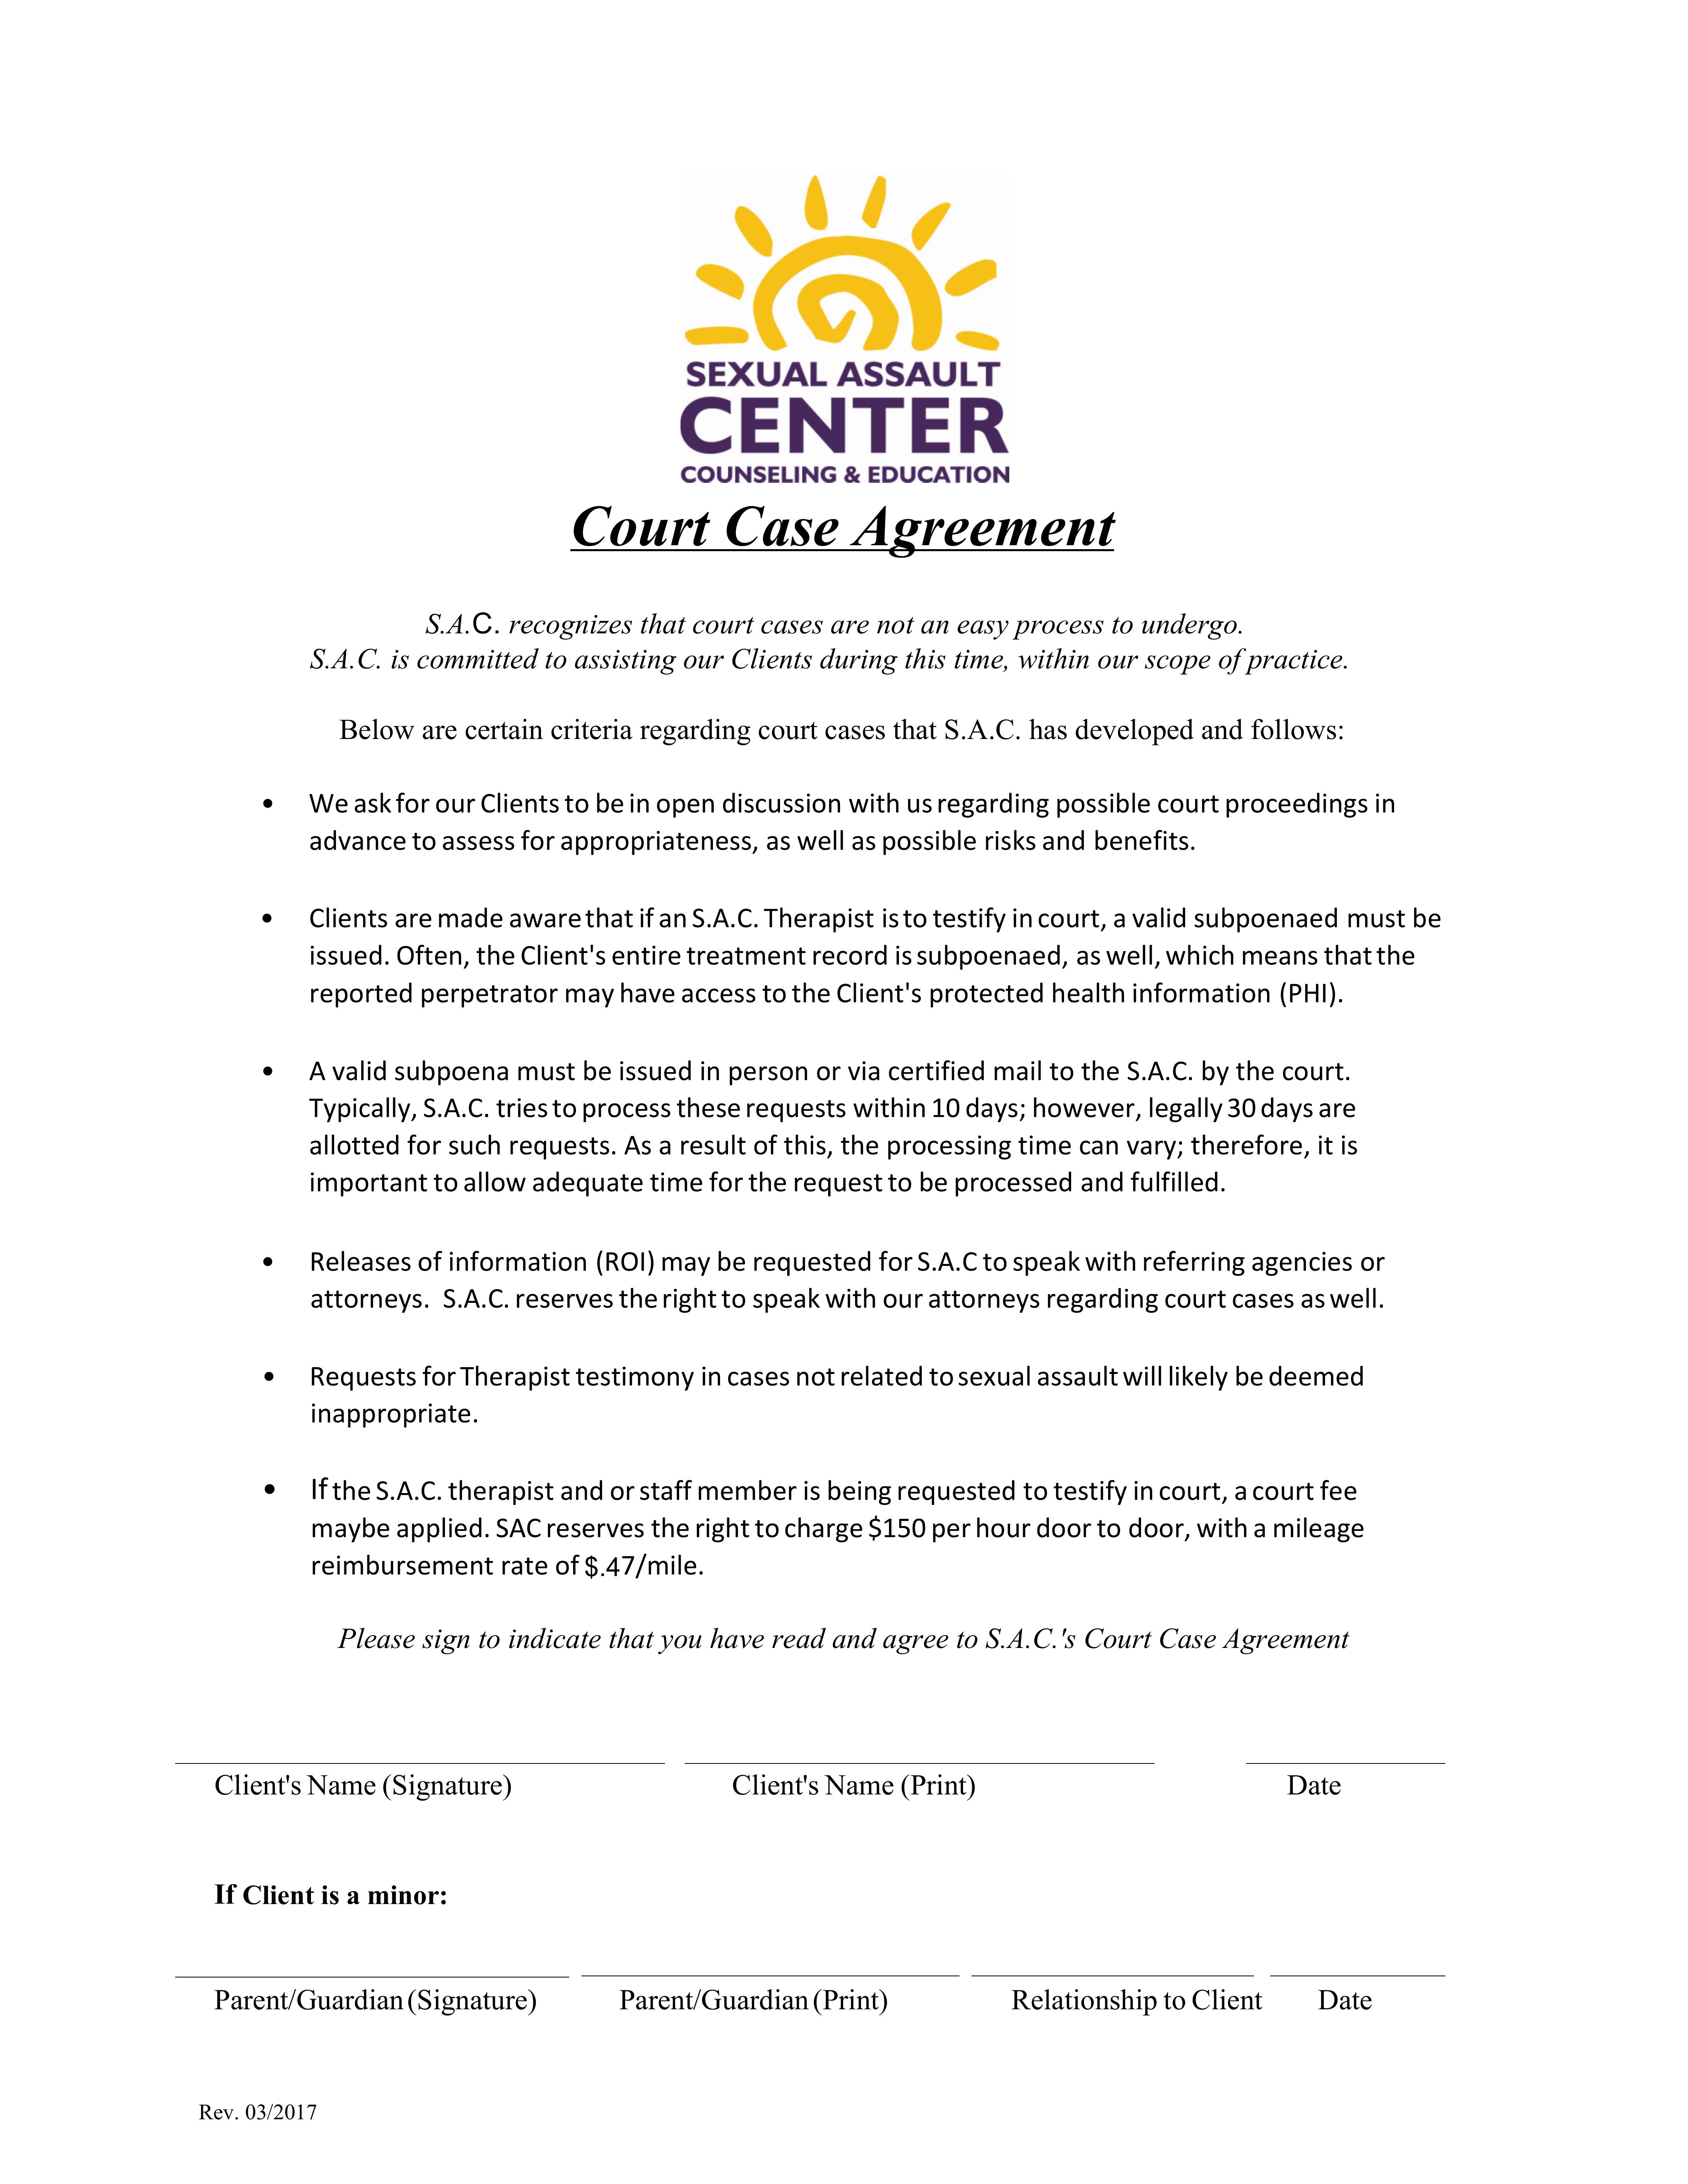 SEXUAL ASSAULT
CENTER
COUNSELING & EDUCATION
Court Case Agreement
S.A.C. recognizes that court cases are not an easy process to undergo.
S.A.C. is committed to assisting our Clients during this time, within our scope of practice.
Below are certain criteria regarding court cases that S.A.C. has developed and follows:
• We ask for our Clients to be in open discussion with us regarding possible court proceedings in
advance to assess for appropriateness, as well as possible risks and benefits.
• Clients are made aware that if an S.A.C. Therapist is to testify in court, a valid subpoenaed must be
issued. Often, the Client's entire treatment record is subpoenaed, as well, which means that the
reported perpetrator may have access to the Client's protected health information (PHI).
• A valid subpoena must be issued in person or via certified mail to the S.A.C. by the court.
Typically, S.A.C. tries to process these requests within 10 days; however, legally 30 days are
allotted for such requests. As a result of this, the processing time can vary; therefore, it is
important to allow adequate time for the request to be processed and fulfilled.
• Releases of information (ROI) may be requested for S.A.C to speak with referring agencies or
attorneys. S.A.C. reserves the right to speak with our attorneys regarding court cases as well.
• Requests for Therapist testimony in cases not related to sexual assault will likely be deemed
inappropriate.
• If the S.A.C. therapist and or staff member is being requested to testify in court, a court fee
maybe applied. SAC reserves the right to charge $150 per hour door to door, with a mileage
reimbursement rate of $.47/mile.
Please sign to indicate that you have read and agree to S.A.C.'s Court Case Agreement
Client's Name (Signature) Client's Name (Print) Date
If Client is a minor:
Parent/Guardian (Signature) Parent/Guardian (Print) Relationship to Client Date
Rev. 03/2017